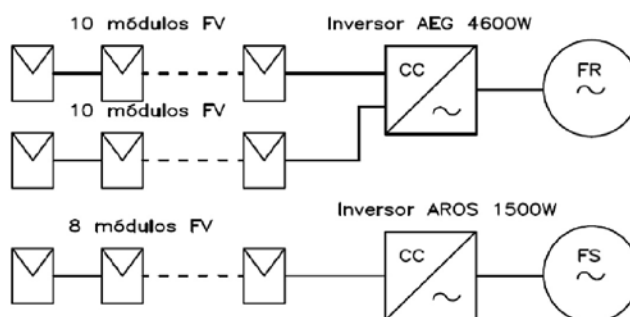 10 módulos FV
Inversor AEG 4600W
CC
FR
10 módulos FV
Inversor AROS 1500W
8 módulos FV
CC
FS